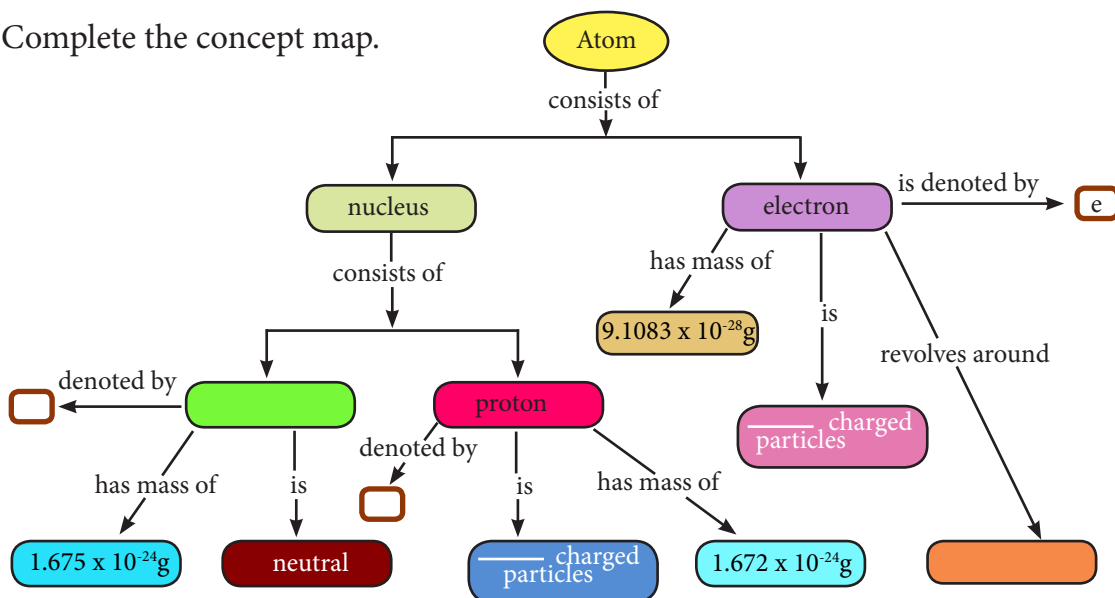 Complete the concept map.
Atom
consists of
is denoted by
nucleus
electron
e
has mass of
consists of
is
9.1083 x 10⁻²⁸g
revolves around
denoted by
proton
_____ charged
particles
denoted by
has mass of
is
is
has mass of
1.675 x 10⁻²⁴g
neutral
_____ charged
particles
1.672 x 10⁻²⁴g